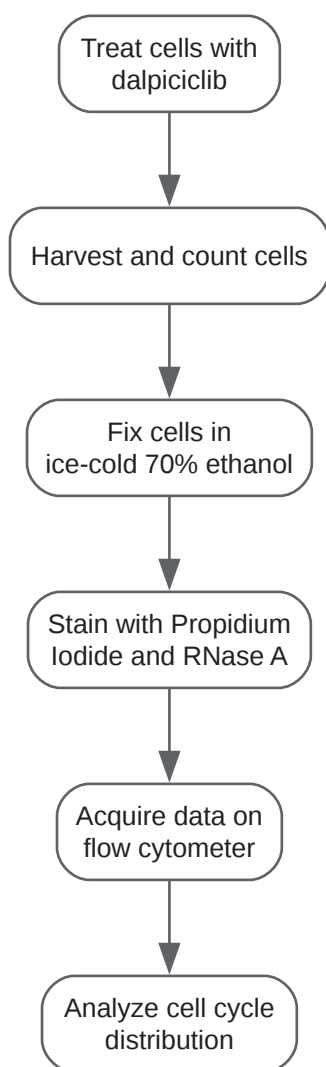 Treat cells with
dalpiciclib
Harvest and count cells
Fix cells in
ice-cold 70% ethanol
Stain with Propidium
Iodide and RNase A
Acquire data on
flow cytometer
Analyze cell cycle
distribution